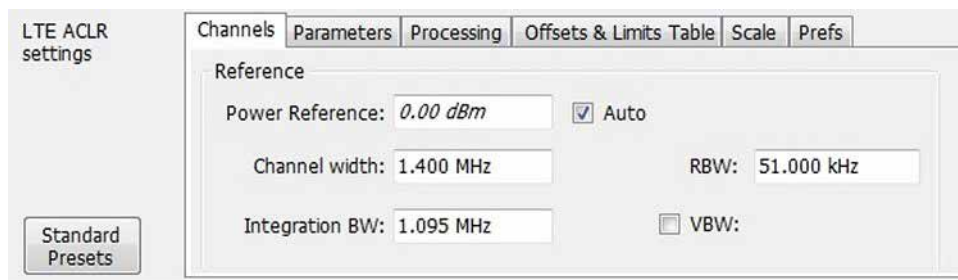 LTE ACLR settings
Channels Parameters Processing Offsets & Limits Table Scale Prefs
Reference
Power Reference: 0.00 dBm Auto
Channel width: 1.400 MHz RBW: 51.000 kHz
Integration BW: 1.095 MHz VBW:
Standard Presets